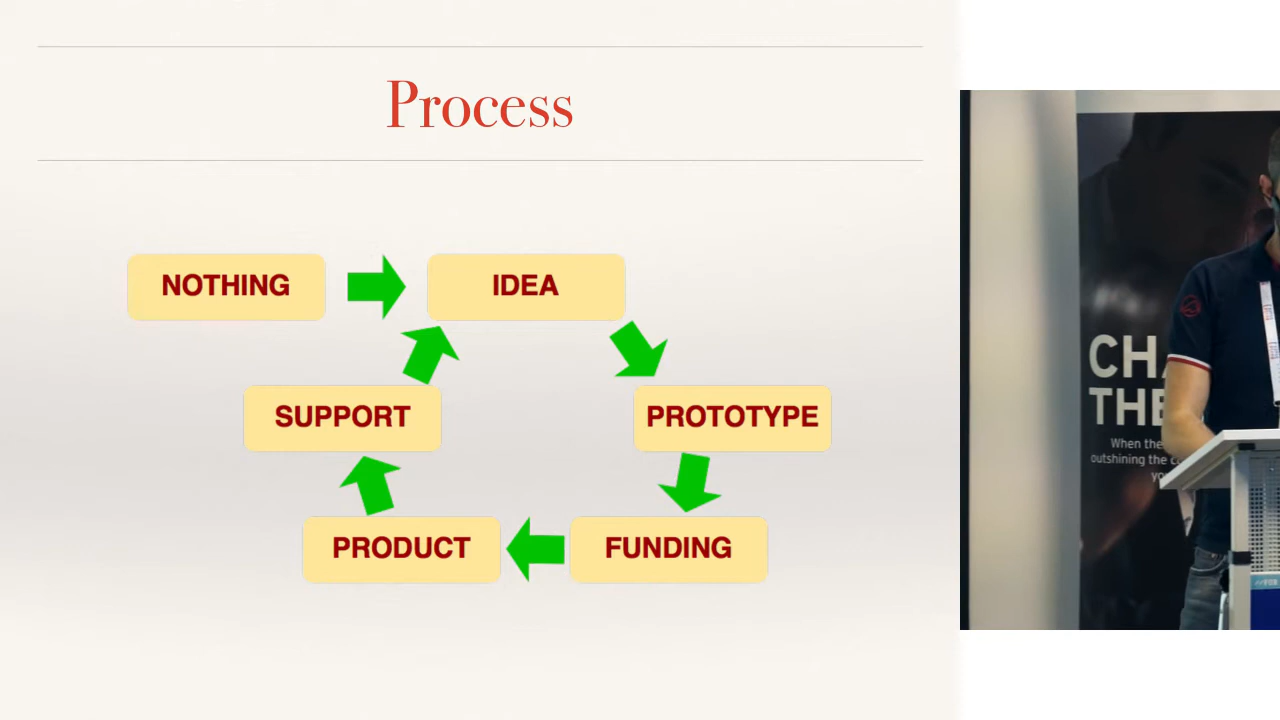 Process
NOTHING
IDEA
SUPPORT
PROTOTYPE
PRODUCT
FUNDING
CHA
THE
When the
outshining the